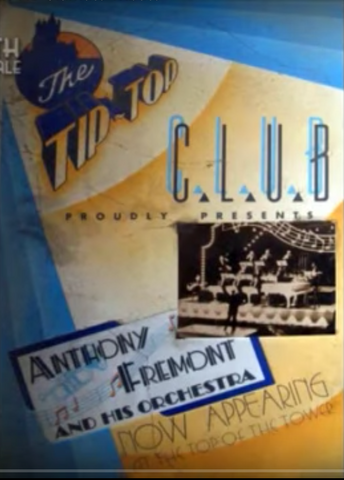 The
TIP-TOP
C.L.U.B
PROUDLY PRESENTS
ANTHONY
FREMONT
AND HIS ORCHESTRA
NOW APPEARING
AT THE TOP OF THE TOWER